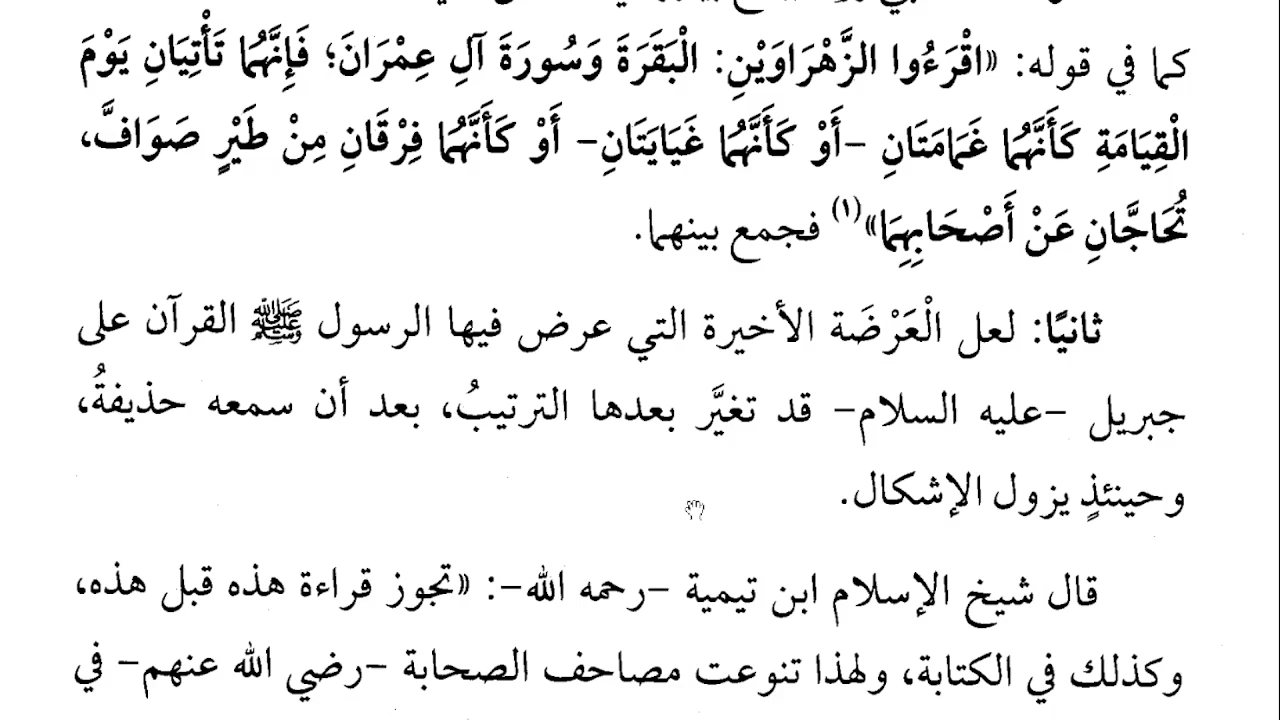 كما في قوله: «اقْرَءُوا الزَّهْرَاوَيْنِ: الْبَقَرَةَ وَسُورَةَ آلِ عِمْرَانَ؛ فَإِنَّهُمَا تَأْتِيَانِ يَوْمَ
الْقِيَامَةِ كَأَنَّهُمَا غَمَامَتَانِ -أَوْ كَأَنَّهُمَا غَيَايَتَانِ- أَوْ كَأَنَّهُمَا فِرْقَانِ مِنْ طَيْرٍ صَوَافَّ،
تُحَاجَّانِ عَنْ أَصْحَابِهِمَا»(١) فجمع بينهما.
ثانيًا: لعل الْعَرْضَة الأخيرة التي عرض فيها الرسول ﷺ القرآن على
جبريل -عليه السلام- قد تغيَّر بعدها الترتيبُ، بعد أن سمعه حذيفةُ،
وحينئذٍ يزول الإشكال.
قال شيخ الإسلام ابن تيمية -رحمه الله-: «تجوز قراءة هذه قبل هذه،
وكذلك في الكتابة، ولهذا تنوعت مصاحف الصحابة -رضي الله عنهم- في